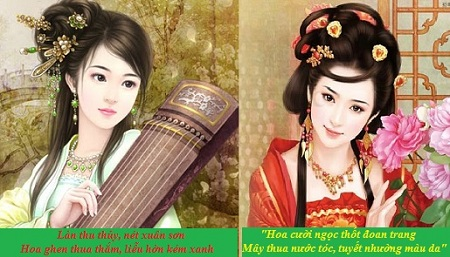 Làn thu thủy, nét xuân sơn
Hoa ghen thua thắm, liễu hờn kém xanh
"Hoa cười ngọc thốt đoan trang
Mây thua nước tóc, tuyết nhường màu da"